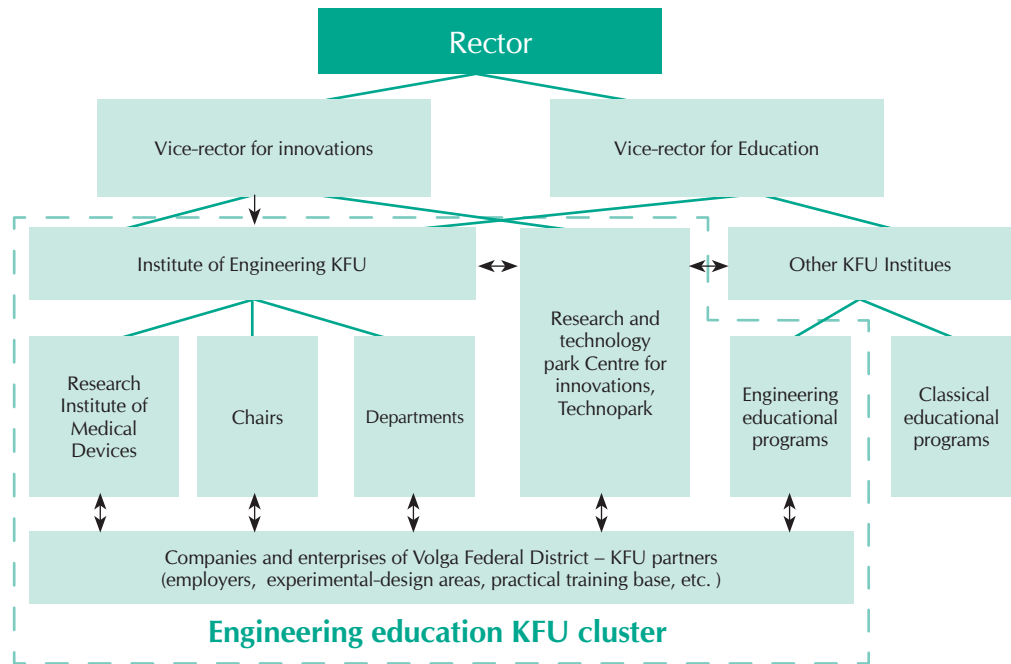 Rector
Vice-rector for innovations
Vice-rector for Education
Institute of Engineering KFU
Other KFU Institues
Research and
technology
park Centre for
innovations,
Technopark
Research
Institute of
Medical
Devices
Chairs
Departments
Engineering
educational
programs
Classical
educational
programs
Companies and enterprises of Volga Federal District – KFU partners
(employers, experimental-design areas, practical training base, etc. )
Engineering education KFU cluster